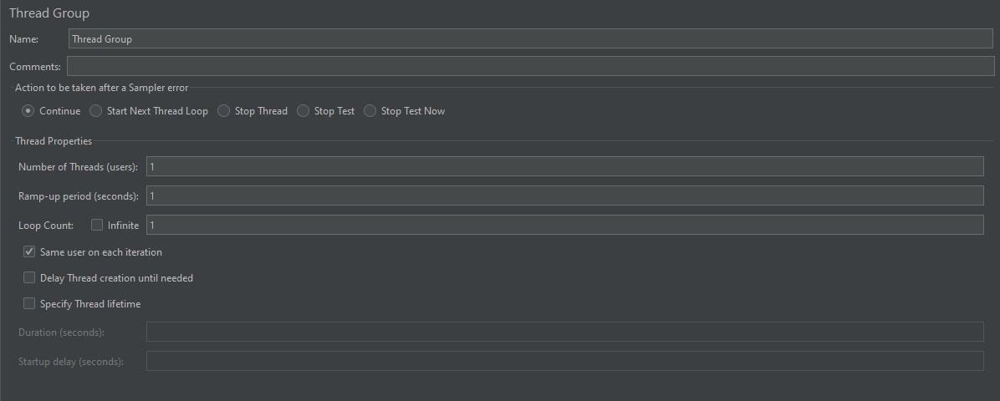 Thread Group
Name: Thread Group
Comments:
Action to be taken after a Sampler error
Continue Start Next Thread Loop Stop Thread Stop Test Stop Test Now
Thread Properties
Number of Threads (users): 1
Ramp-up period (seconds): 1
Loop Count: Infinite 1
Same user on each iteration
Delay Thread creation until needed
Specify Thread lifetime
Duration (seconds):
Startup delay (seconds):